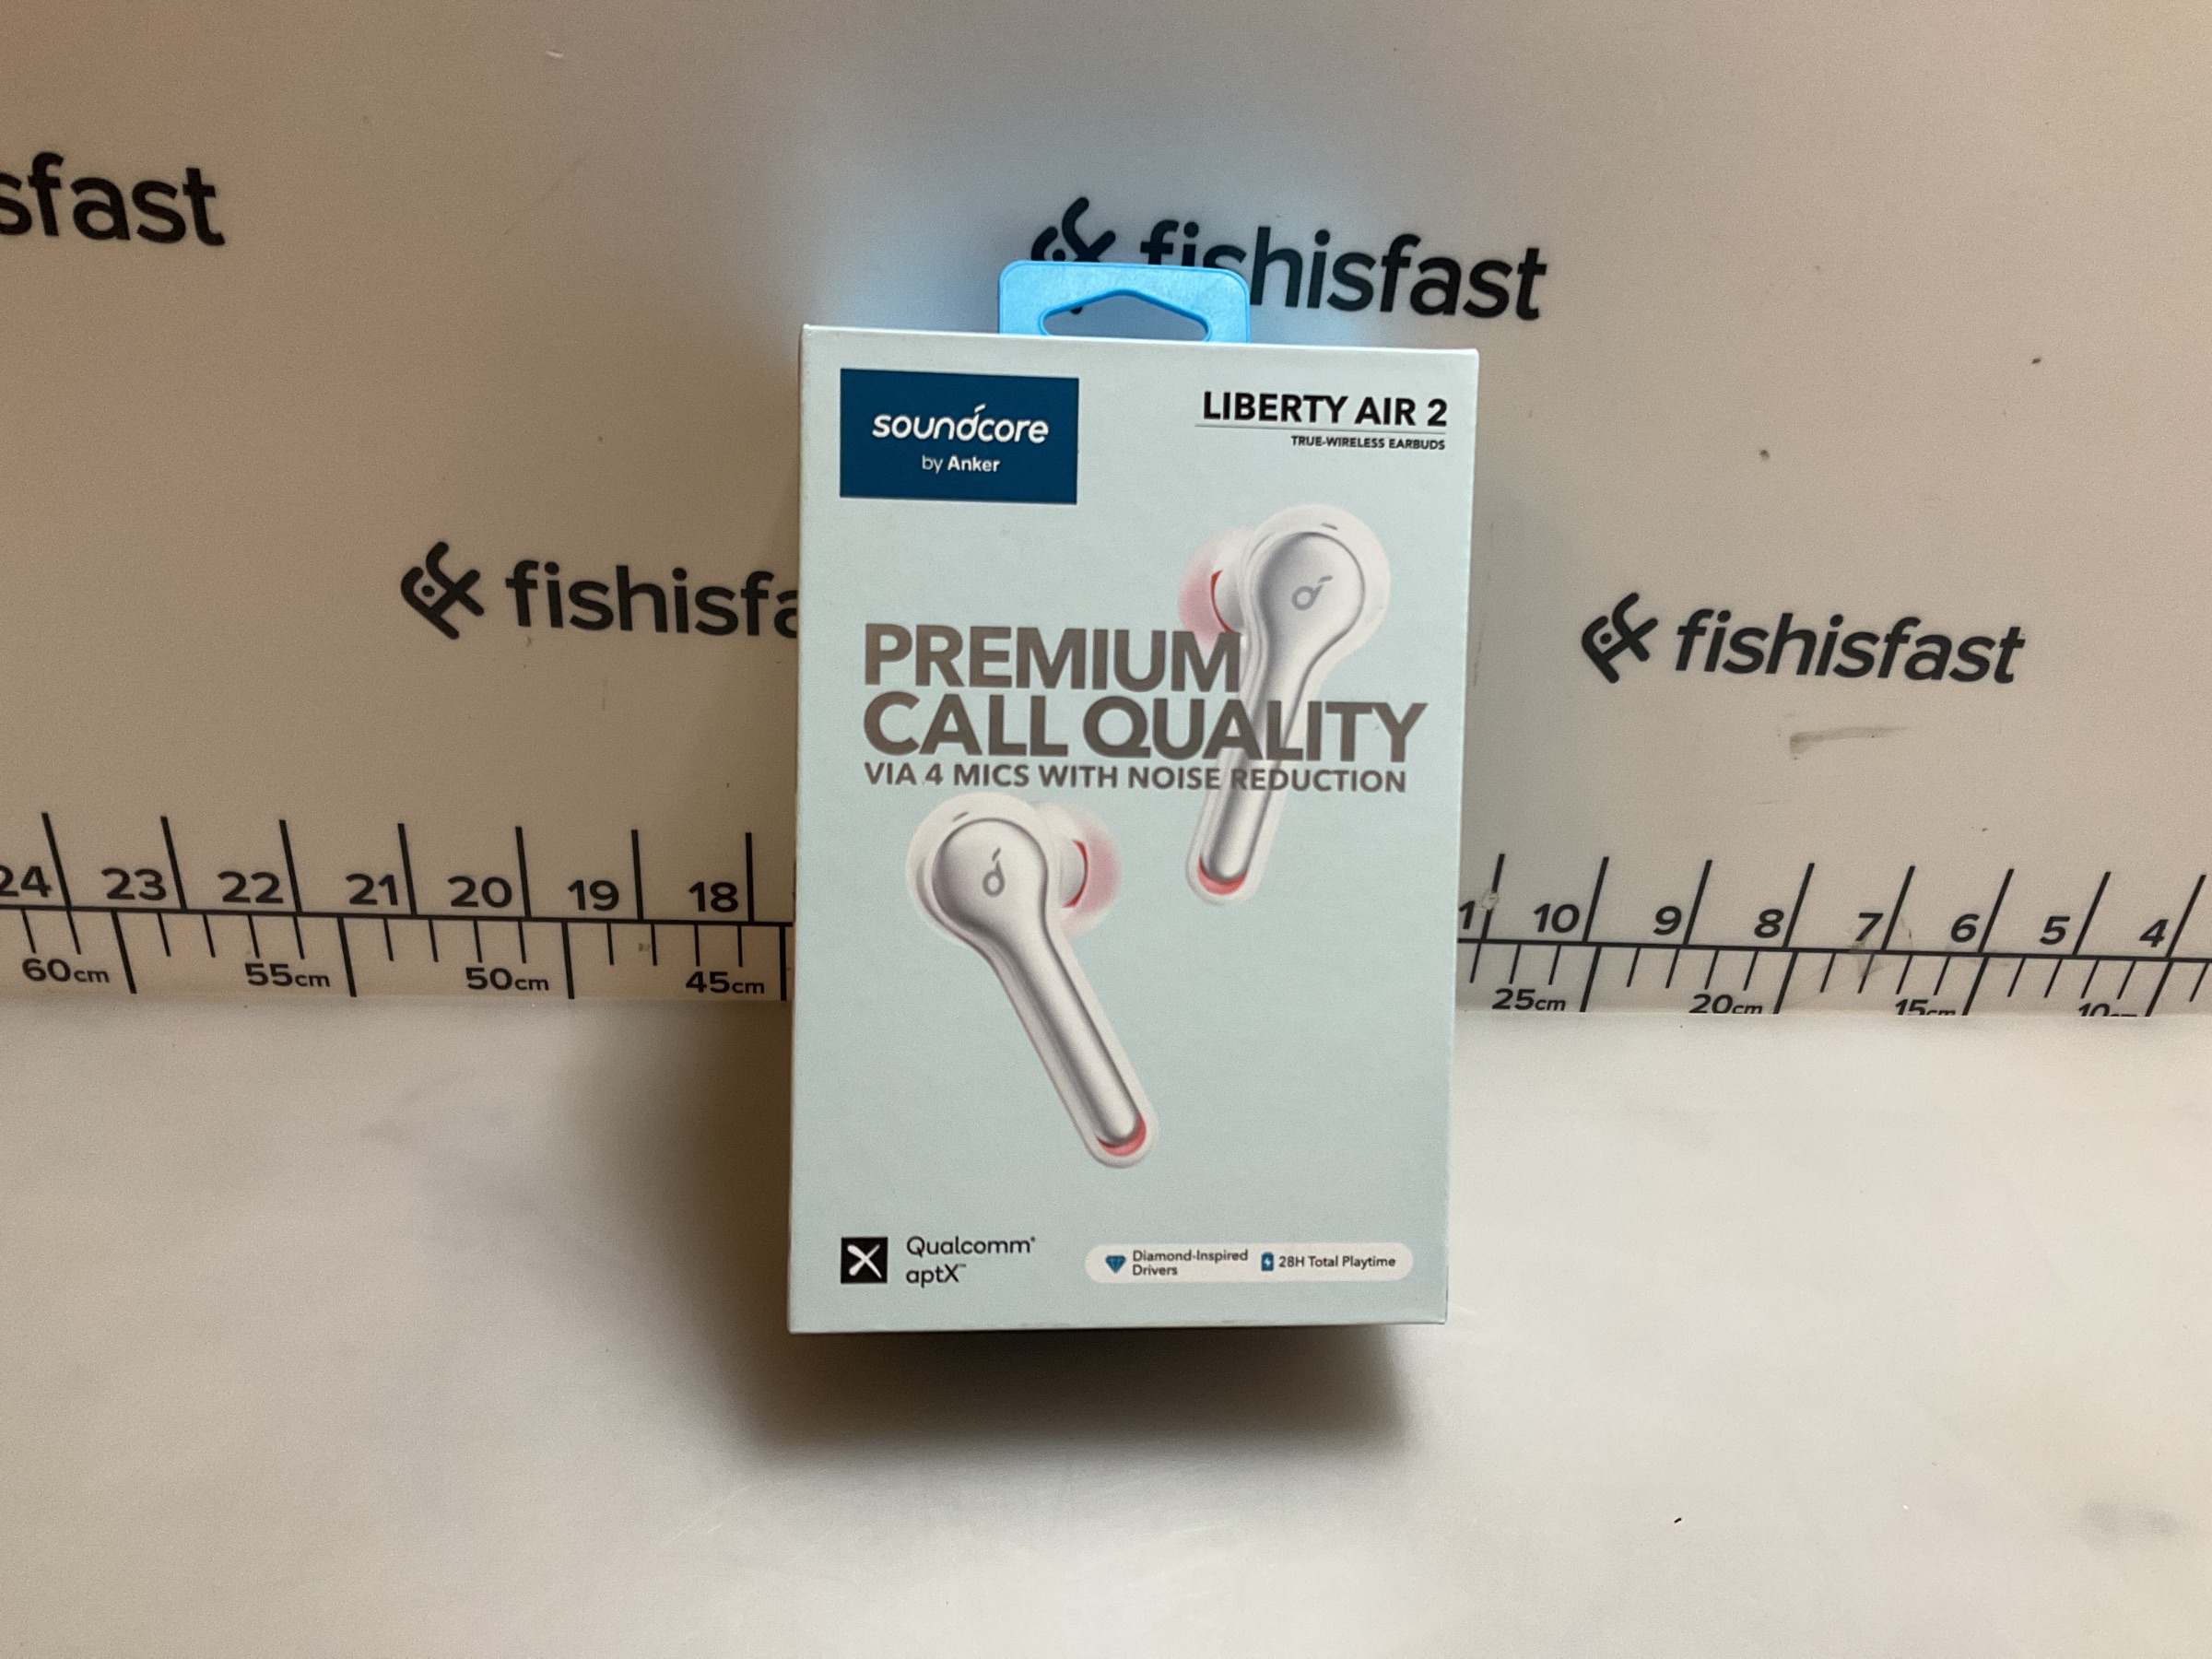 sfast
fishisfast
soundcore
by Anker
LIBERTY AIR 2
TRUE-WIRELESS EARBUDS
fishisfa
fishisfast
PREMIUM
CALL QUALITY
VIA 4 MICS WITH NOISE REDUCTION
24 23 22 21 20 19 18
60cm 55cm 50cm 45cm
10 9 8 7 6 5 4
25cm 20cm 15cm
Qualcomm®
aptX™
Diamond-Inspired
Drivers
28H Total Playtime